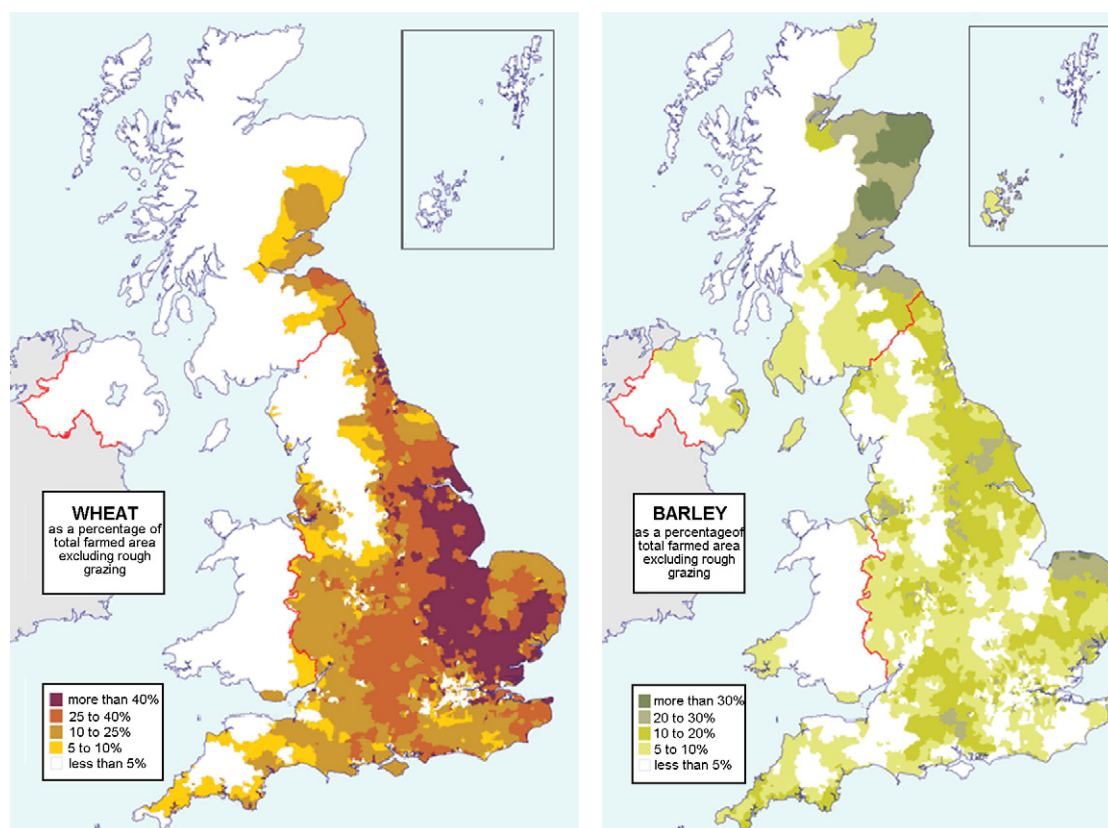 WHEAT
as a percentage of
total farmed area
excluding rough
grazing
more than 40%
25 to 40%
10 to 25%
5 to 10%
less than 5%
BARLEY
as a percentageof
total farmed area
excluding rough
grazing
more than 30%
20 to 30%
10 to 20%
5 to 10%
less than 5%